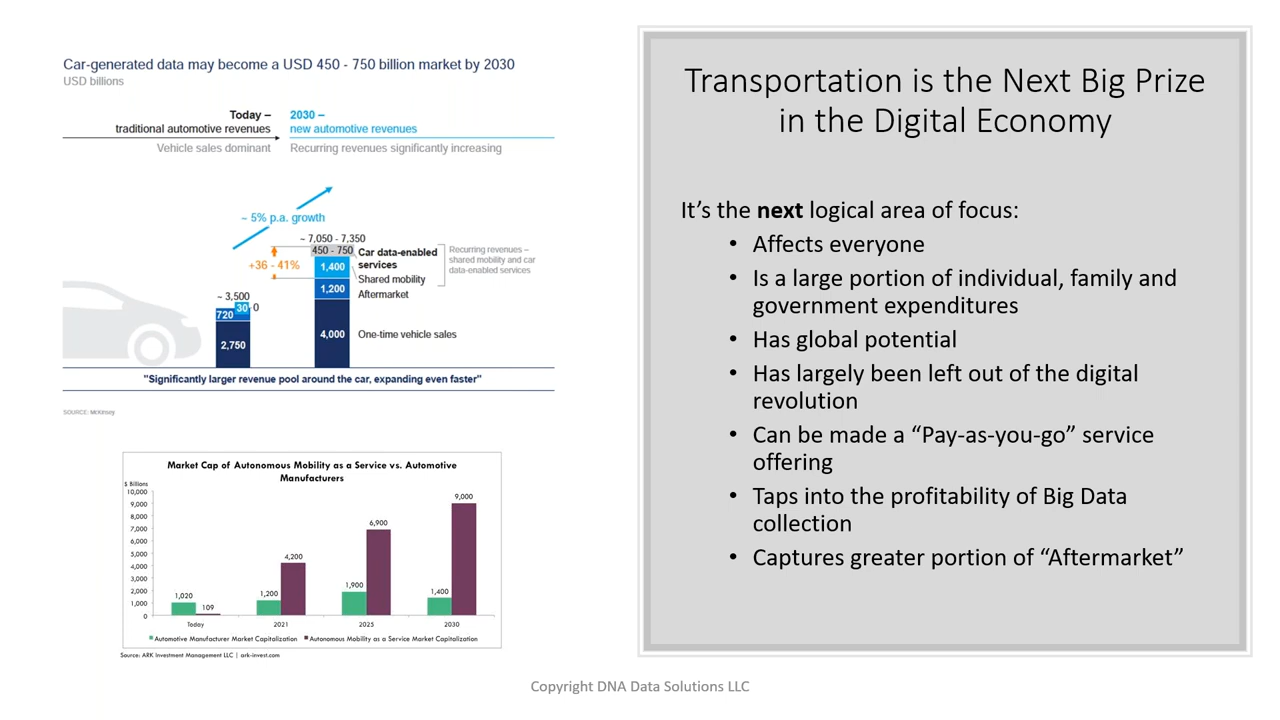 Car-generated data may become a USD 450 - 750 billion market by 2030
USD billions
Today –
traditional automotive revenues
Vehicle sales dominant
2030 –
new automotive revenues
Recurring revenues significantly increasing
~ 5% p.a. growth
+36 - 41%
~ 3,500
30 0
720
2,750
~ 7,050 - 7,350
450 - 750
1,400
1,200
4,000
Car data-enabled
services
Shared mobility
Aftermarket
One-time vehicle sales
Recurring revenues –
shared mobility and car
data-enabled services
"Significantly larger revenue pool around the car, expanding even faster"
SOURCE: McKinsey
Market Cap of Autonomous Mobility as a Service vs. Automotive
Manufacturers
$ Billions
10,000
9,000
8,000
7,000
6,000
5,000
4,000
3,000
2,000
1,000
0
1,020
109
1,200
4,200
1,900
6,900
1,400
9,000
Today
2021
2025
2030
Automotive Manufacturer Market Capitalization
Autonomous Mobility as a Service Market Capitalization
Source: ARK Investment Management LLC | ark-invest.com
Transportation is the Next Big Prize
in the Digital Economy
It’s the next logical area of focus:
• Affects everyone
• Is a large portion of individual, family and
government expenditures
• Has global potential
• Has largely been left out of the digital
revolution
• Can be made a “Pay-as-you-go” service
offering
• Taps into the profitability of Big Data
collection
• Captures greater portion of “Aftermarket”
Copyright DNA Data Solutions LLC